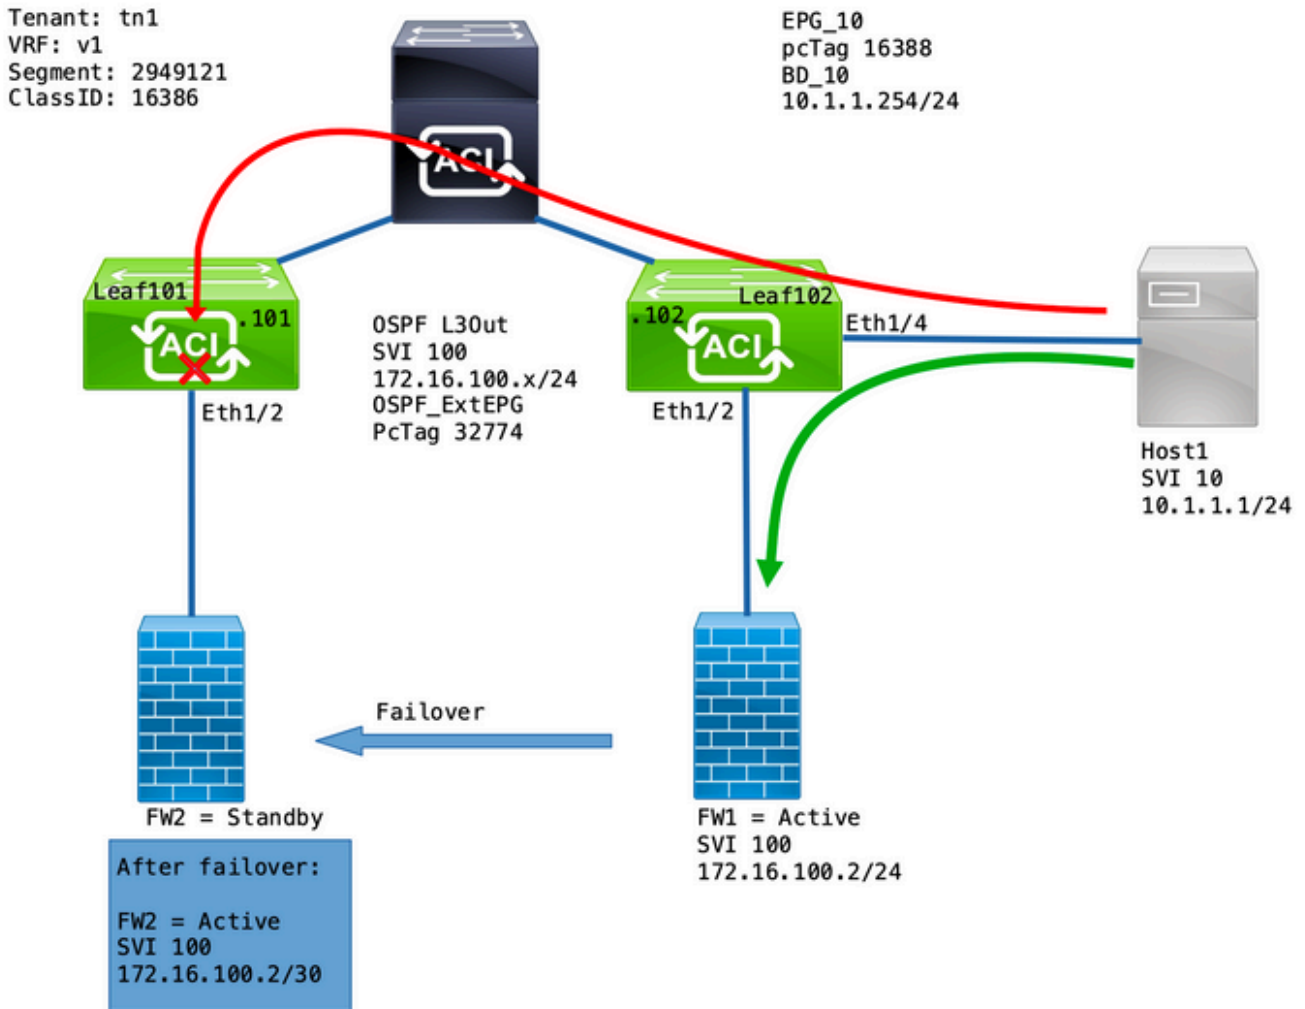 Tenant: tn1
VRF: v1
Segment: 2949121
ClassID: 16386
EPG_10
pcTag 16388
BD_10
10.1.1.254/24
ACI
Leaf101
.101
ACI
Eth1/2
OSPF L3Out
SVI 100
172.16.100.x/24
OSPF_ExtEPG
PcTag 32774
Leaf102
.102
ACI
Eth1/4
Eth1/2
Host1
SVI 10
10.1.1.1/24
Failover
FW2 = Standby
After failover:
FW2 = Active
SVI 100
172.16.100.2/30
FW1 = Active
SVI 100
172.16.100.2/24